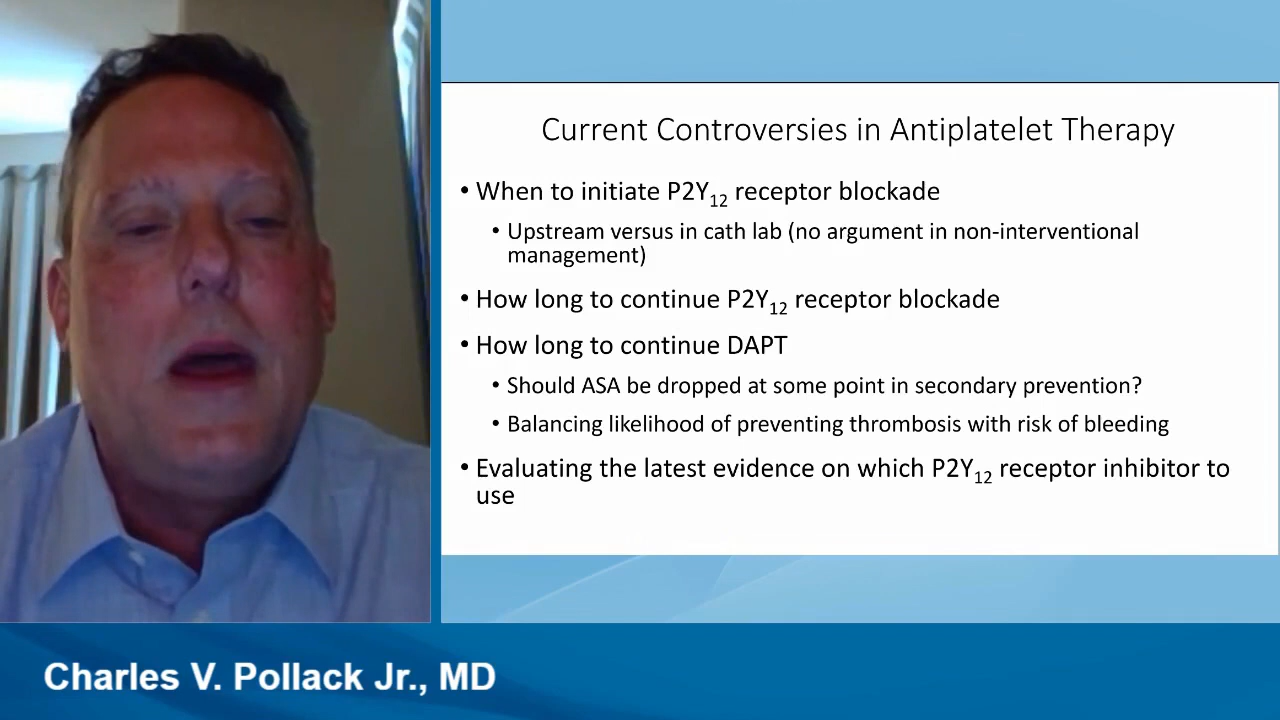 Current Controversies in Antiplatelet Therapy
• When to initiate P2Y12 receptor blockade
• Upstream versus in cath lab (no argument in non-interventional
management)
• How long to continue P2Y12 receptor blockade
• How long to continue DAPT
• Should ASA be dropped at some point in secondary prevention?
• Balancing likelihood of preventing thrombosis with risk of bleeding
• Evaluating the latest evidence on which P2Y12 receptor inhibitor to
use
Charles V. Pollack Jr., MD